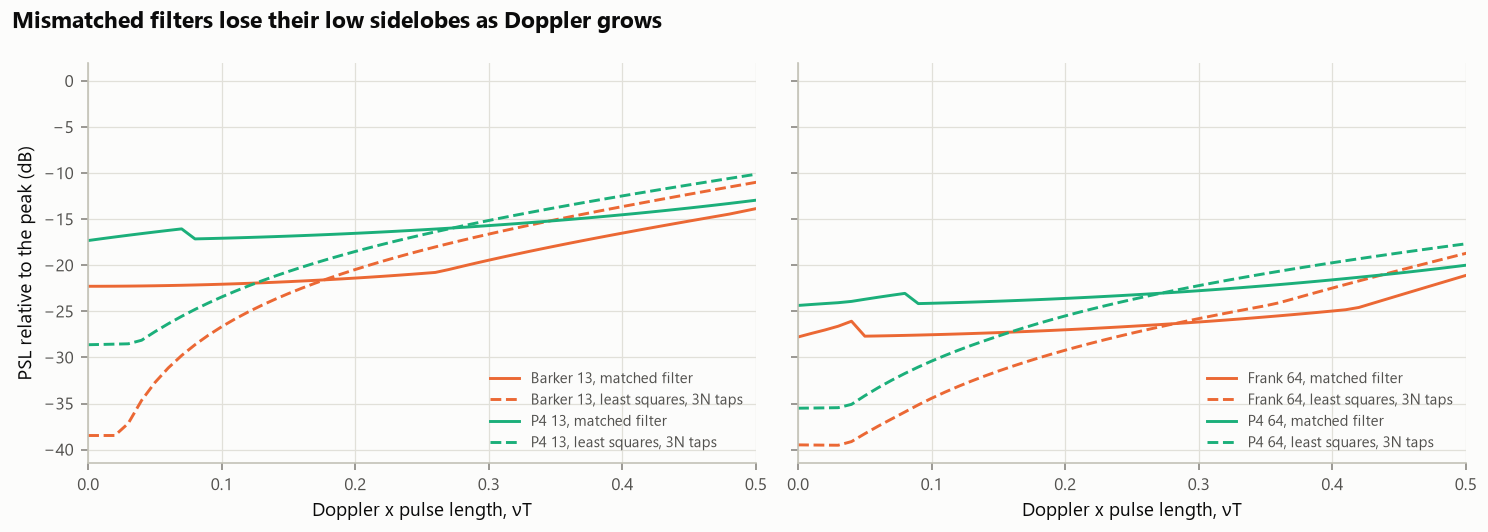 Mismatched filters lose their low sidelobes as Doppler grows
PSL relative to the peak (dB)
0
−5
−10
−15
−20
−25
−30
−35
−40
Barker 13, matched filter
Barker 13, least squares, 3N taps
P4 13, matched filter
P4 13, least squares, 3N taps
0.0 0.1 0.2 0.3 0.4 0.5
Doppler x pulse length, νT
Frank 64, matched filter
Frank 64, least squares, 3N taps
P4 64, matched filter
P4 64, least squares, 3N taps
0.0 0.1 0.2 0.3 0.4 0.5
Doppler x pulse length, νT